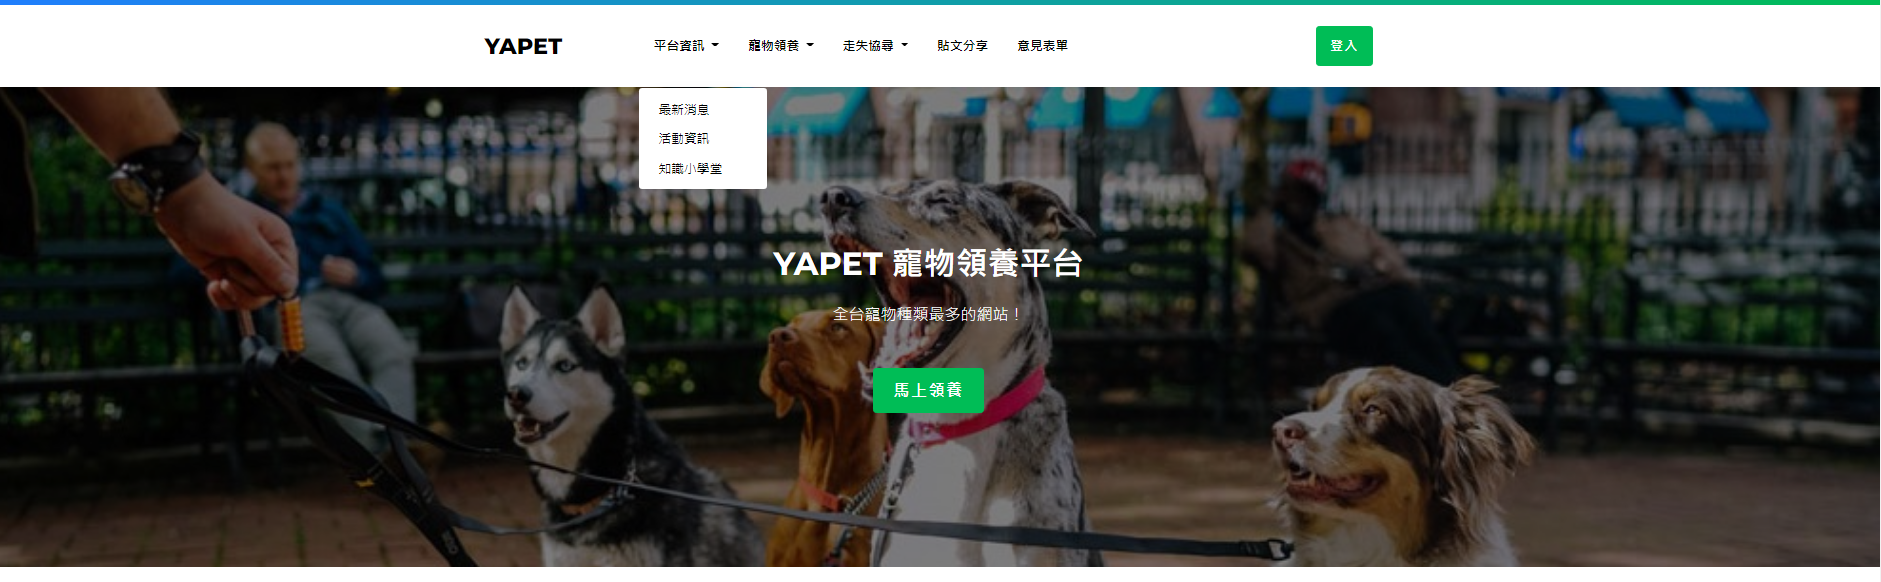 YAPET 平台資訊 寵物領養 走失協尋 貼文分享 意見表單 登入
最新消息
活動資訊
知識小學堂
YAPET 寵物領養平台
全台寵物種類最多的網站！
馬上領養